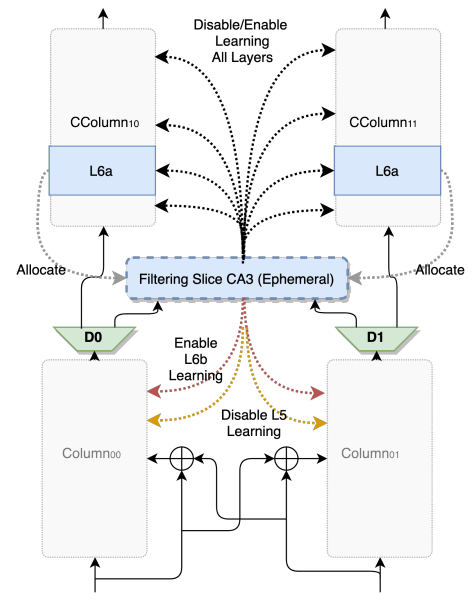 Disable/Enable
Learning
All Layers
CColumn10
CColumn11
L6a
L6a
Allocate
Allocate
Filtering Slice CA3 (Ephemeral)
D0
D1
Enable
L6b
Learning
Disable L5
Learning
Column00
Column01